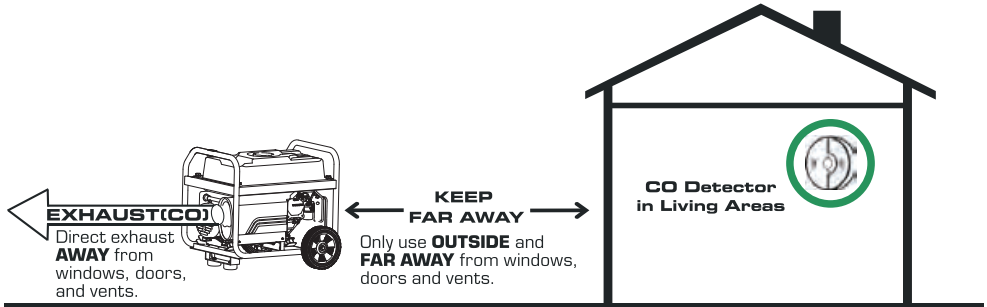 EXHAUST(CO)
Direct exhaust
AWAY from
windows, doors,
and vents.
KEEP
FAR AWAY
Only use OUTSIDE and
FAR AWAY from windows,
doors and vents.
CO Detector
in Living Areas